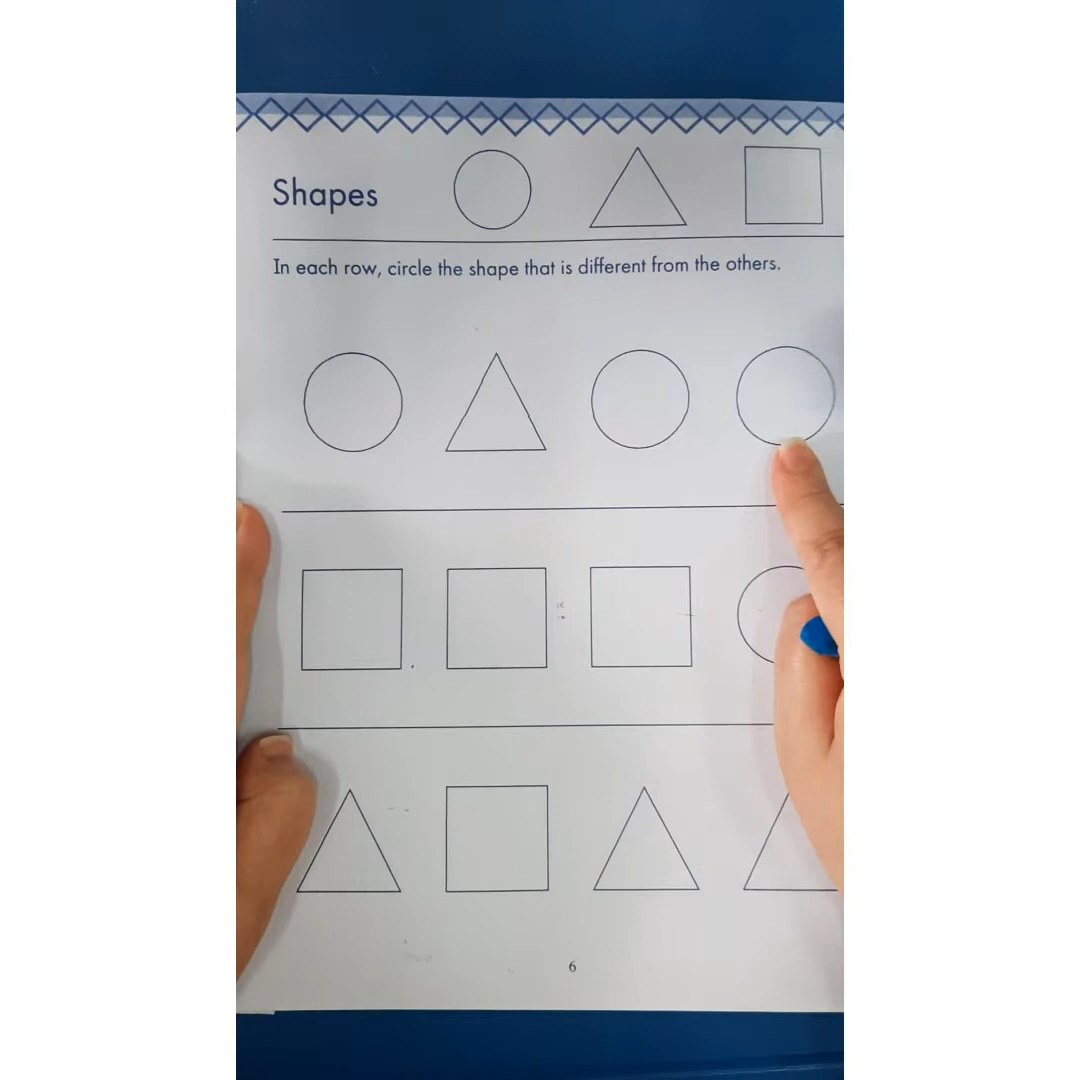 Shapes
In each row, circle the shape that is different from the others.
6